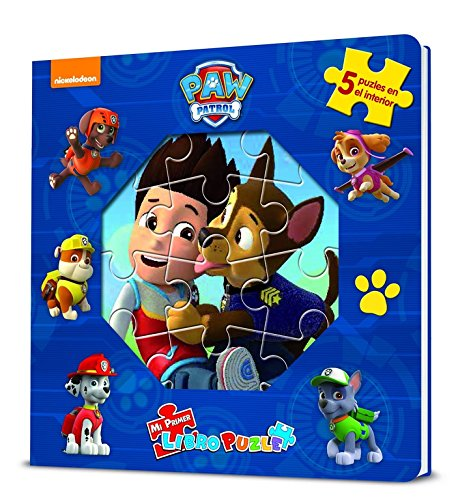 nickelodeon
PAW
PATROL
5 puzles en
el interior
MI PRIMER
LIBRO PUZLE